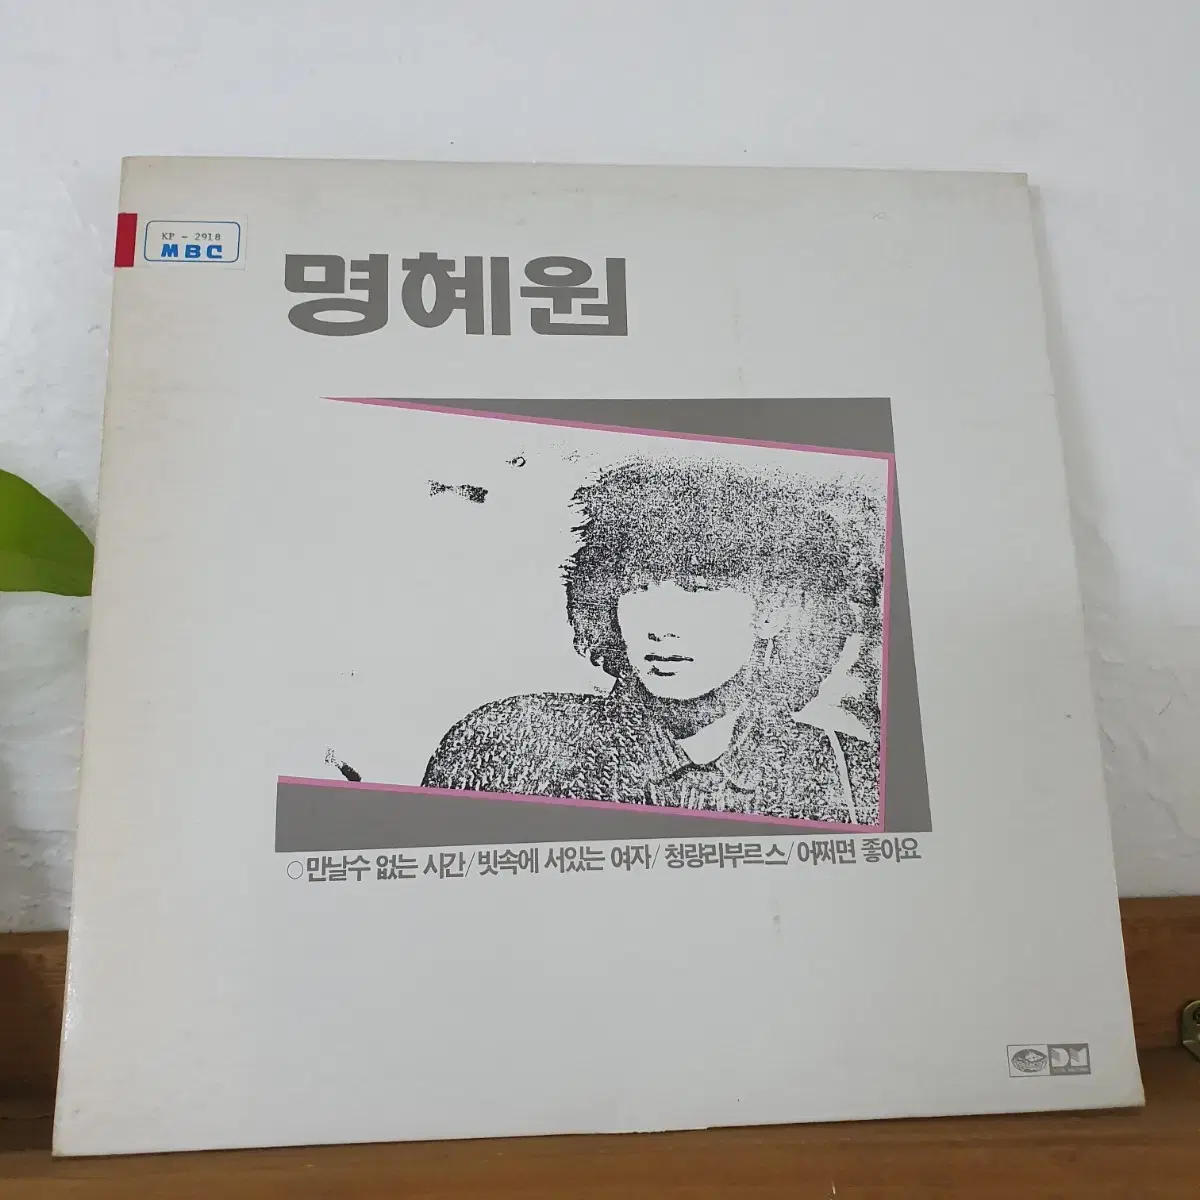 KP - 2918
MBC
명혜원
○만날수 없는 시간/빗속에 서있는 여자/청량리부르스/어쩌면 좋아요
DM